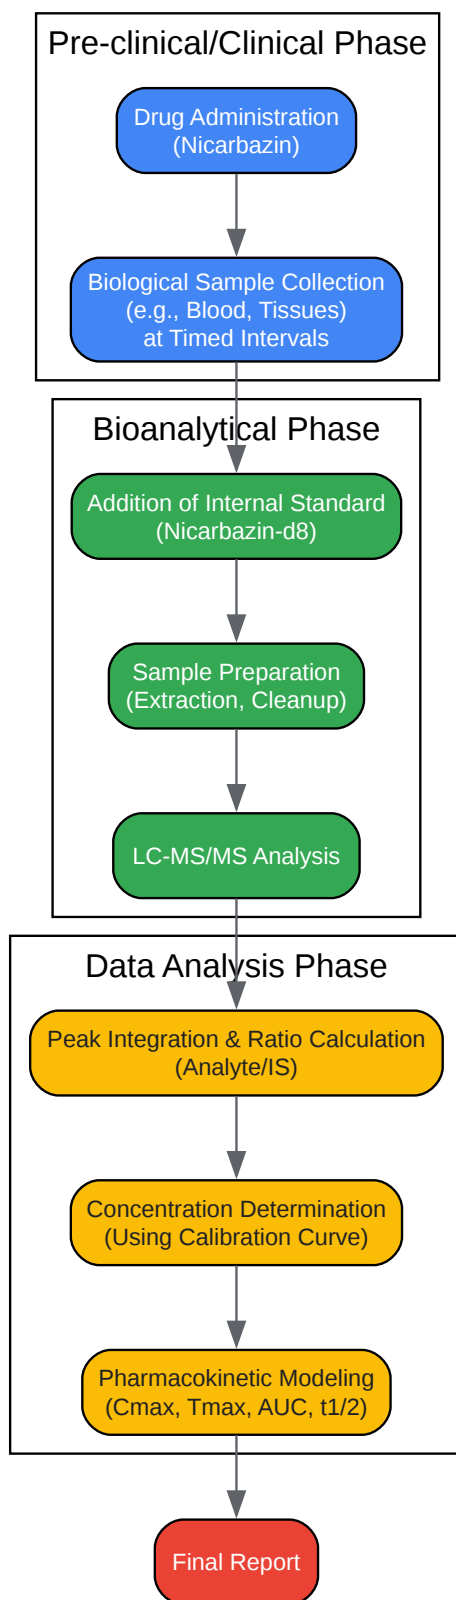 Pre-clinical/Clinical Phase
Drug Administration
(Nicarbazin)
Biological Sample Collection
(e.g., Blood, Tissues)
at Timed Intervals
Bioanalytical Phase
Addition of Internal Standard
(Nicarbazin-d8)
Sample Preparation
(Extraction, Cleanup)
LC-MS/MS Analysis
Data Analysis Phase
Peak Integration & Ratio Calculation
(Analyte/IS)
Concentration Determination
(Using Calibration Curve)
Pharmacokinetic Modeling
(Cmax, Tmax, AUC, t1/2)
Final Report